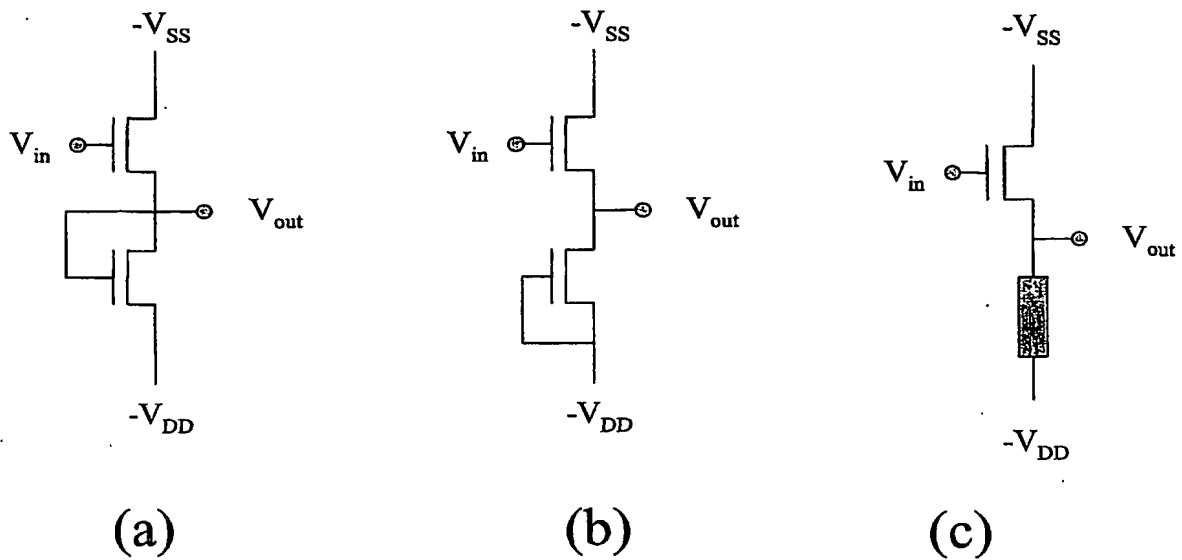 -V_SS
V_in
V_out
-V_DD
(a)
-V_SS
V_in
V_out
-V_DD
(b)
-V_SS
V_in
V_out
-V_DD
(c)